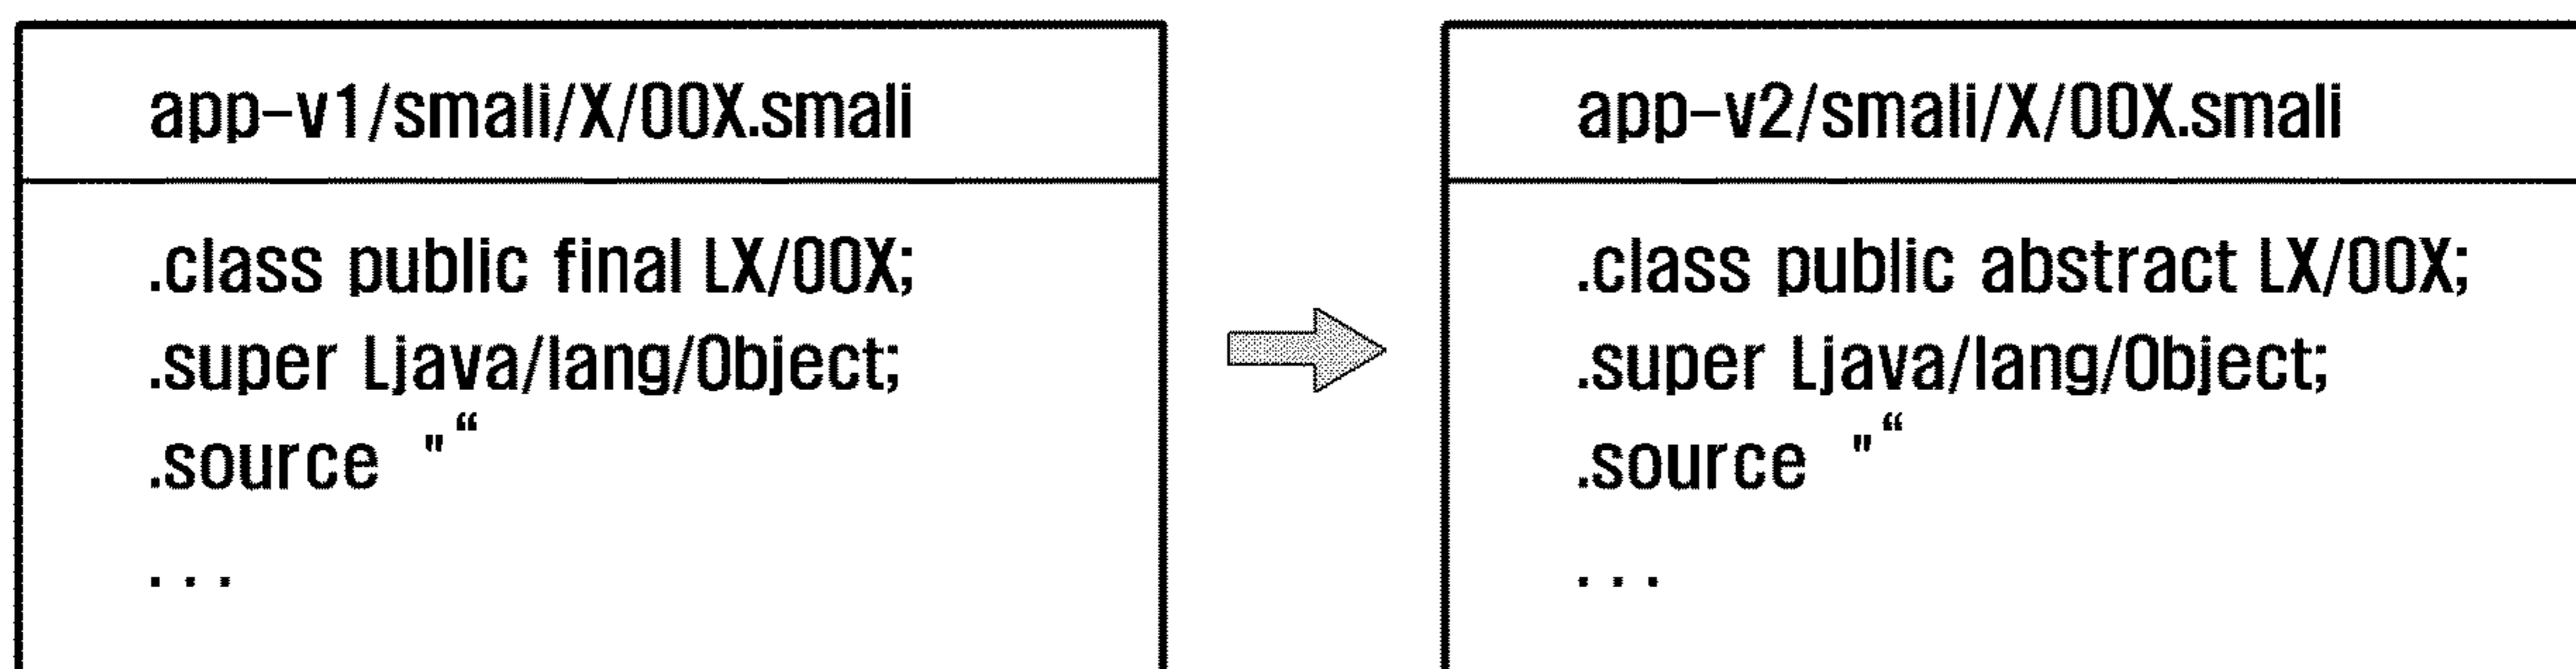 app-v1/smali/X/00X.smali
.class public final LX/00X;
.super Ljava/lang/Object;
.source "“
...
app-v2/smali/X/00X.smali
.class public abstract LX/00X;
.super Ljava/lang/Object;
.source "“
...